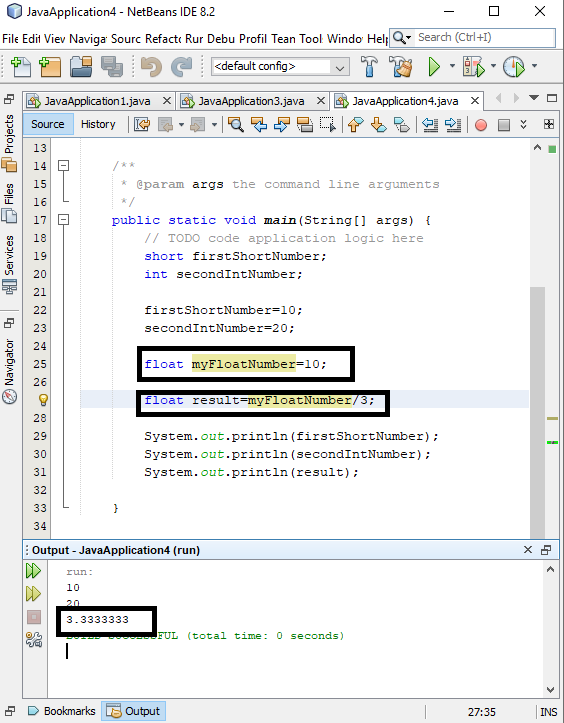 JavaApplication4 - NetBeans IDE 8.2
File Edit View Navigat Sourc Refacto Run Debu Profil Tean Tool: Windo Help
Search (Ctrl+I)
<default config>
JavaApplication1.java JavaApplication3.java JavaApplication4.java
Source History
13
14 /**
15 * @param args the command line arguments
16 */
17 public static void main(String[] args) {
18 // TODO code application logic here
19 short firstShortNumber;
20 int secondIntNumber;
21
22 firstShortNumber=10;
23 secondIntNumber=20;
24
25 float myFloatNumber=10;
26
float result=myFloatNumber/3;
28
29 System.out.println(firstShortNumber);
30 System.out.println(secondIntNumber);
31 System.out.println(result);
32
33 }
34
Projects
Files
Services
Navigator
Output - JavaApplication4 (run)
run:
10
20
3.3333333
BUILD SUCCESSFUL (total time: 0 seconds)
Bookmarks Output 27:35 INS